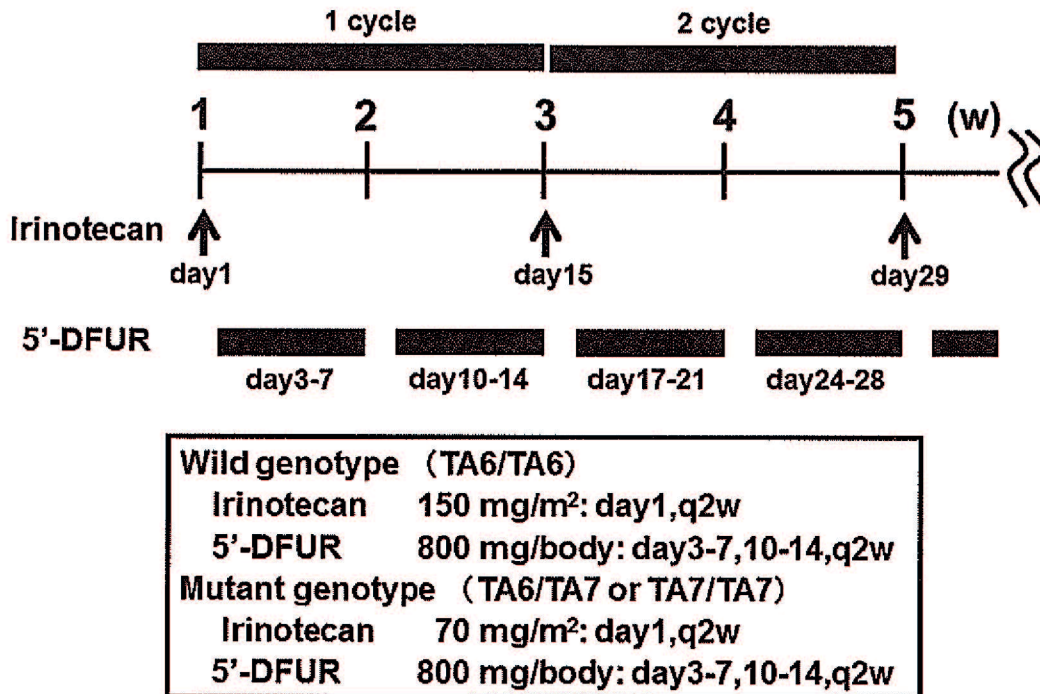 1 cycle 2 cycle
1 2 3 4 5 (w)
Irinotecan
day1 day15 day29
5'-DFUR
day3-7 day10-14 day17-21 day24-28
Wild genotype (TA6/TA6)
Irinotecan 150 mg/m²: day1,q2w
5'-DFUR 800 mg/body: day3-7,10-14,q2w
Mutant genotype (TA6/TA7 or TA7/TA7)
Irinotecan 70 mg/m²: day1,q2w
5'-DFUR 800 mg/body: day3-7,10-14,q2w